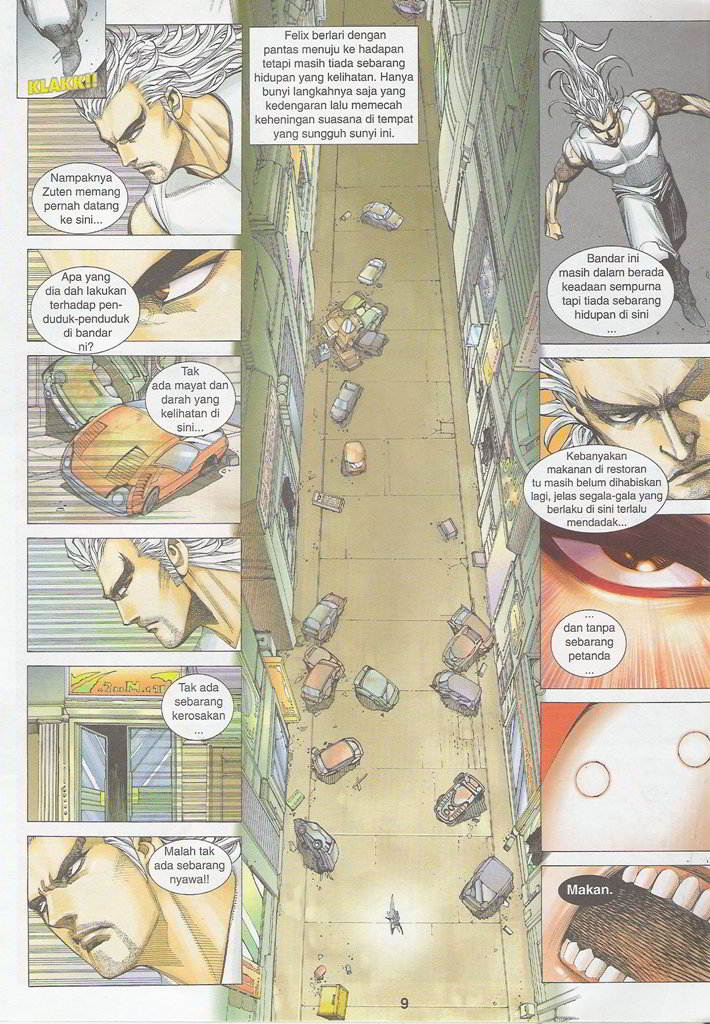 KLAKK!!
Nampaknya
Zuten memang
pernah datang
ke sini...
Apa yang
dia dah lakukan
terhadap pen-
duduk-penduduk
di bandar
ni?
Tak
ada mayat dan
darah yang
kelihatan di
sini...
Tak ada
sebarang
kerosakan
...
Malah tak
ada sebarang
nyawa!!
Felix berlari dengan
pantas menuju ke hadapan
tetapi masih tiada sebarang
hidupan yang kelihatan. Hanya
bunyi langkahnya saja yang
kedengaran lalu memecah
keheningan suasana di tempat
yang sungguh sunyi ini.
Bandar ini
masih dalam berada
keadaan sempurna
tapi tiada sebarang
hidupan di sini
...
Kebanyakan
makanan di restoran
tu masih belum dihabiskan
lagi, jelas segala-gala yang
berlaku di sini terlalu
mendadak...
...
dan tanpa
sebarang
petanda
...
Makan.
9